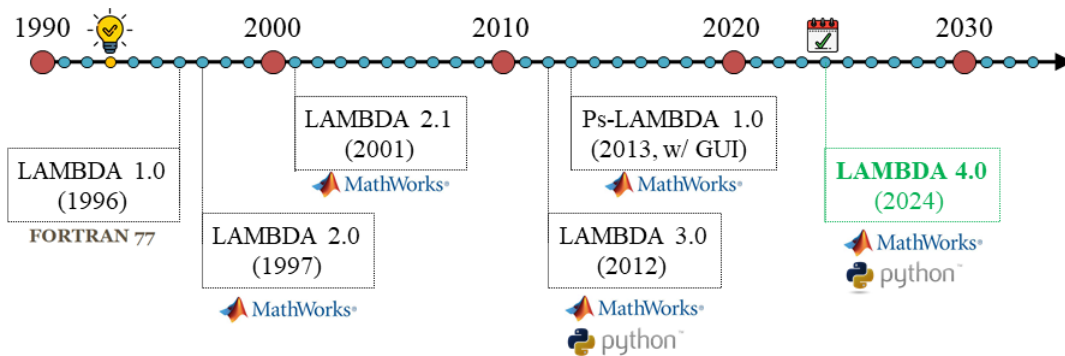 1990 2000 2010 2020 2030
LAMBDA 2.1
(2001)
MathWorks®
Ps-LAMBDA 1.0
(2013, w/ GUI)
MathWorks®
LAMBDA 1.0
(1996)
FORTRAN 77
LAMBDA 4.0
(2024)
MathWorks®
python™
LAMBDA 2.0
(1997)
MathWorks®
LAMBDA 3.0
(2012)
MathWorks®
python™